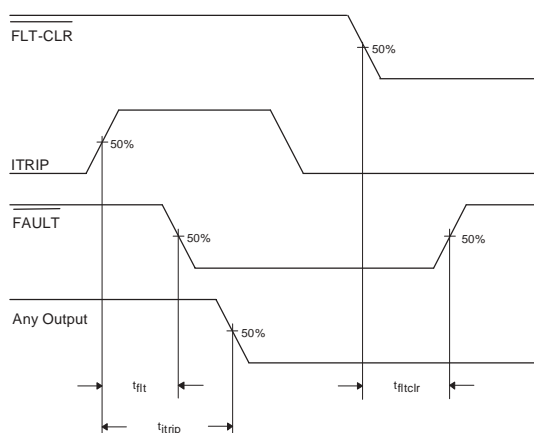 FLT-CLR
50%
50%
ITRIP
FAULT
50%
50%
Any Output
50%
tflt
tfltclr
titrip